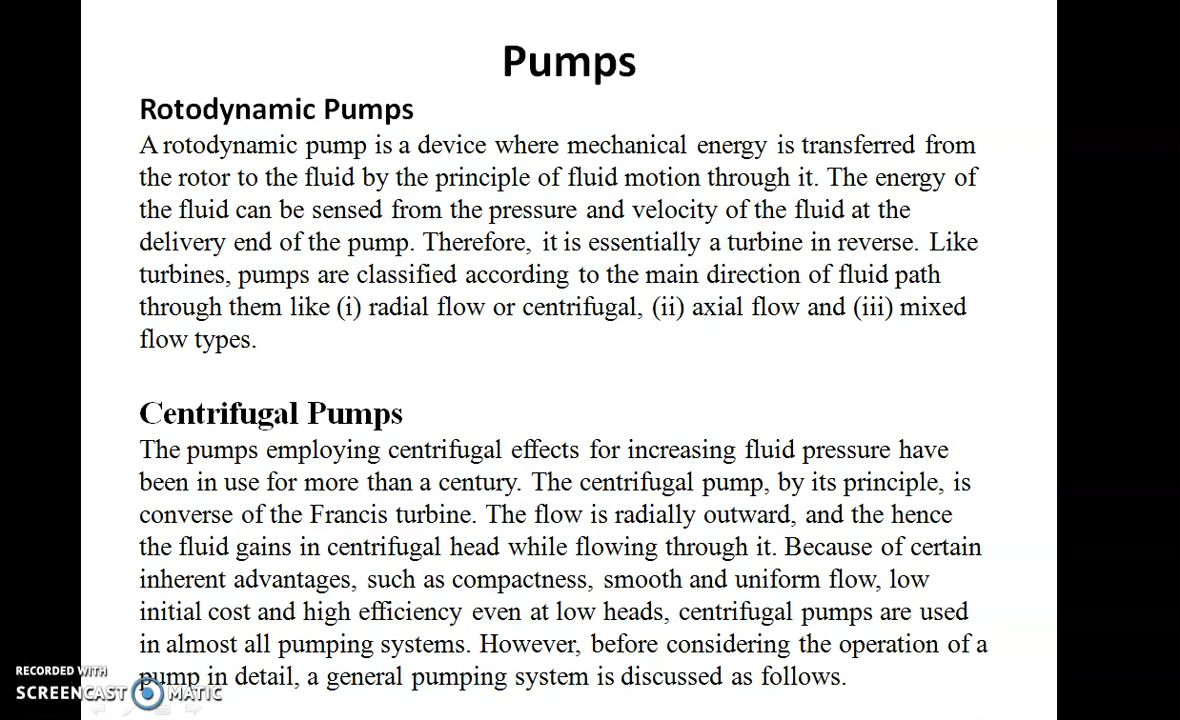 Pumps
Rotodynamic Pumps
A rotodynamic pump is a device where mechanical energy is transferred from
the rotor to the fluid by the principle of fluid motion through it. The energy of
the fluid can be sensed from the pressure and velocity of the fluid at the
delivery end of the pump. Therefore, it is essentially a turbine in reverse. Like
turbines, pumps are classified according to the main direction of fluid path
through them like (i) radial flow or centrifugal, (ii) axial flow and (iii) mixed
flow types.
Centrifugal Pumps
The pumps employing centrifugal effects for increasing fluid pressure have
been in use for more than a century. The centrifugal pump, by its principle, is
converse of the Francis turbine. The flow is radially outward, and the hence
the fluid gains in centrifugal head while flowing through it. Because of certain
inherent advantages, such as compactness, smooth and uniform flow, low
initial cost and high efficiency even at low heads, centrifugal pumps are used
in almost all pumping systems. However, before considering the operation of a
pump in detail, a general pumping system is discussed as follows.
RECORDED WITH
SCREENCAST MATIC